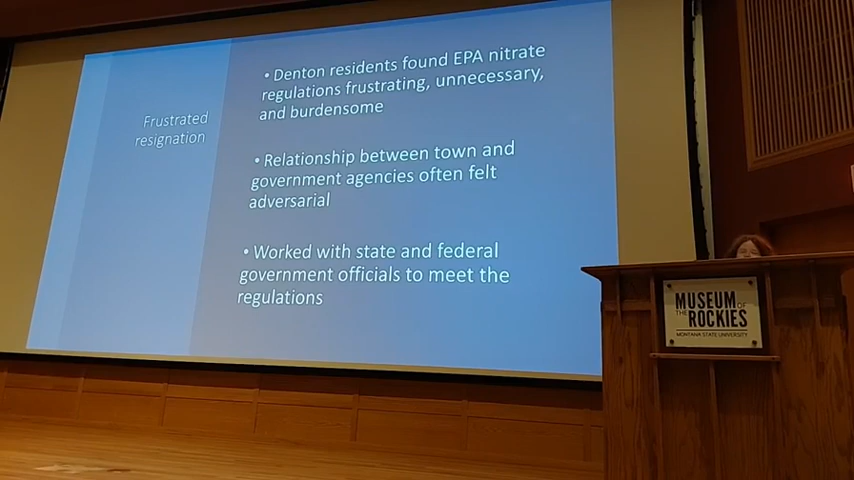 Frustrated
resignation
• Denton residents found EPA nitrate
regulations frustrating, unnecessary,
and burdensome
• Relationship between town and
government agencies often felt
adversarial
• Worked with state and federal
government officials to meet the
regulations
MUSEUM OF
THE ROCKIES
MONTANA STATE UNIVERSITY